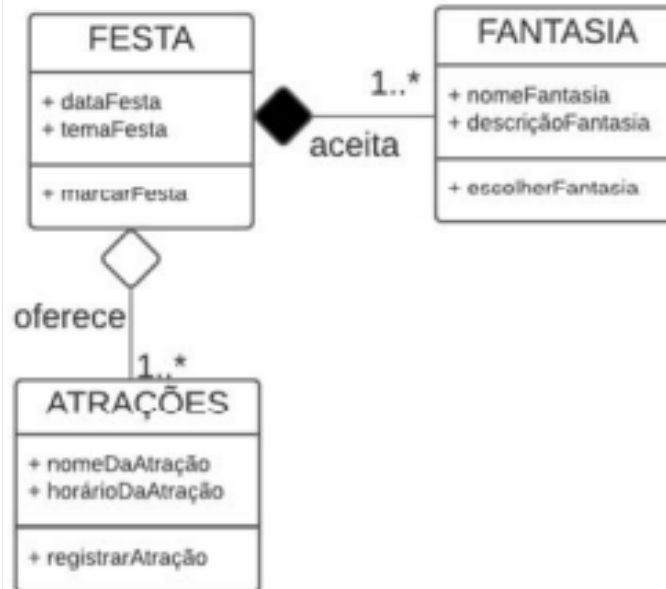 FESTA
+ dataFesta
+ temaFesta
+ marcarFesta
1..*
aceita
FANTASIA
+ nomeFantasia
+ descriçãoFantasia
+ escolherFantasia
oferece
1..*
ATRAÇÕES
+ nomeDaAtração
+ horárioDaAtração
+ registrarAtração